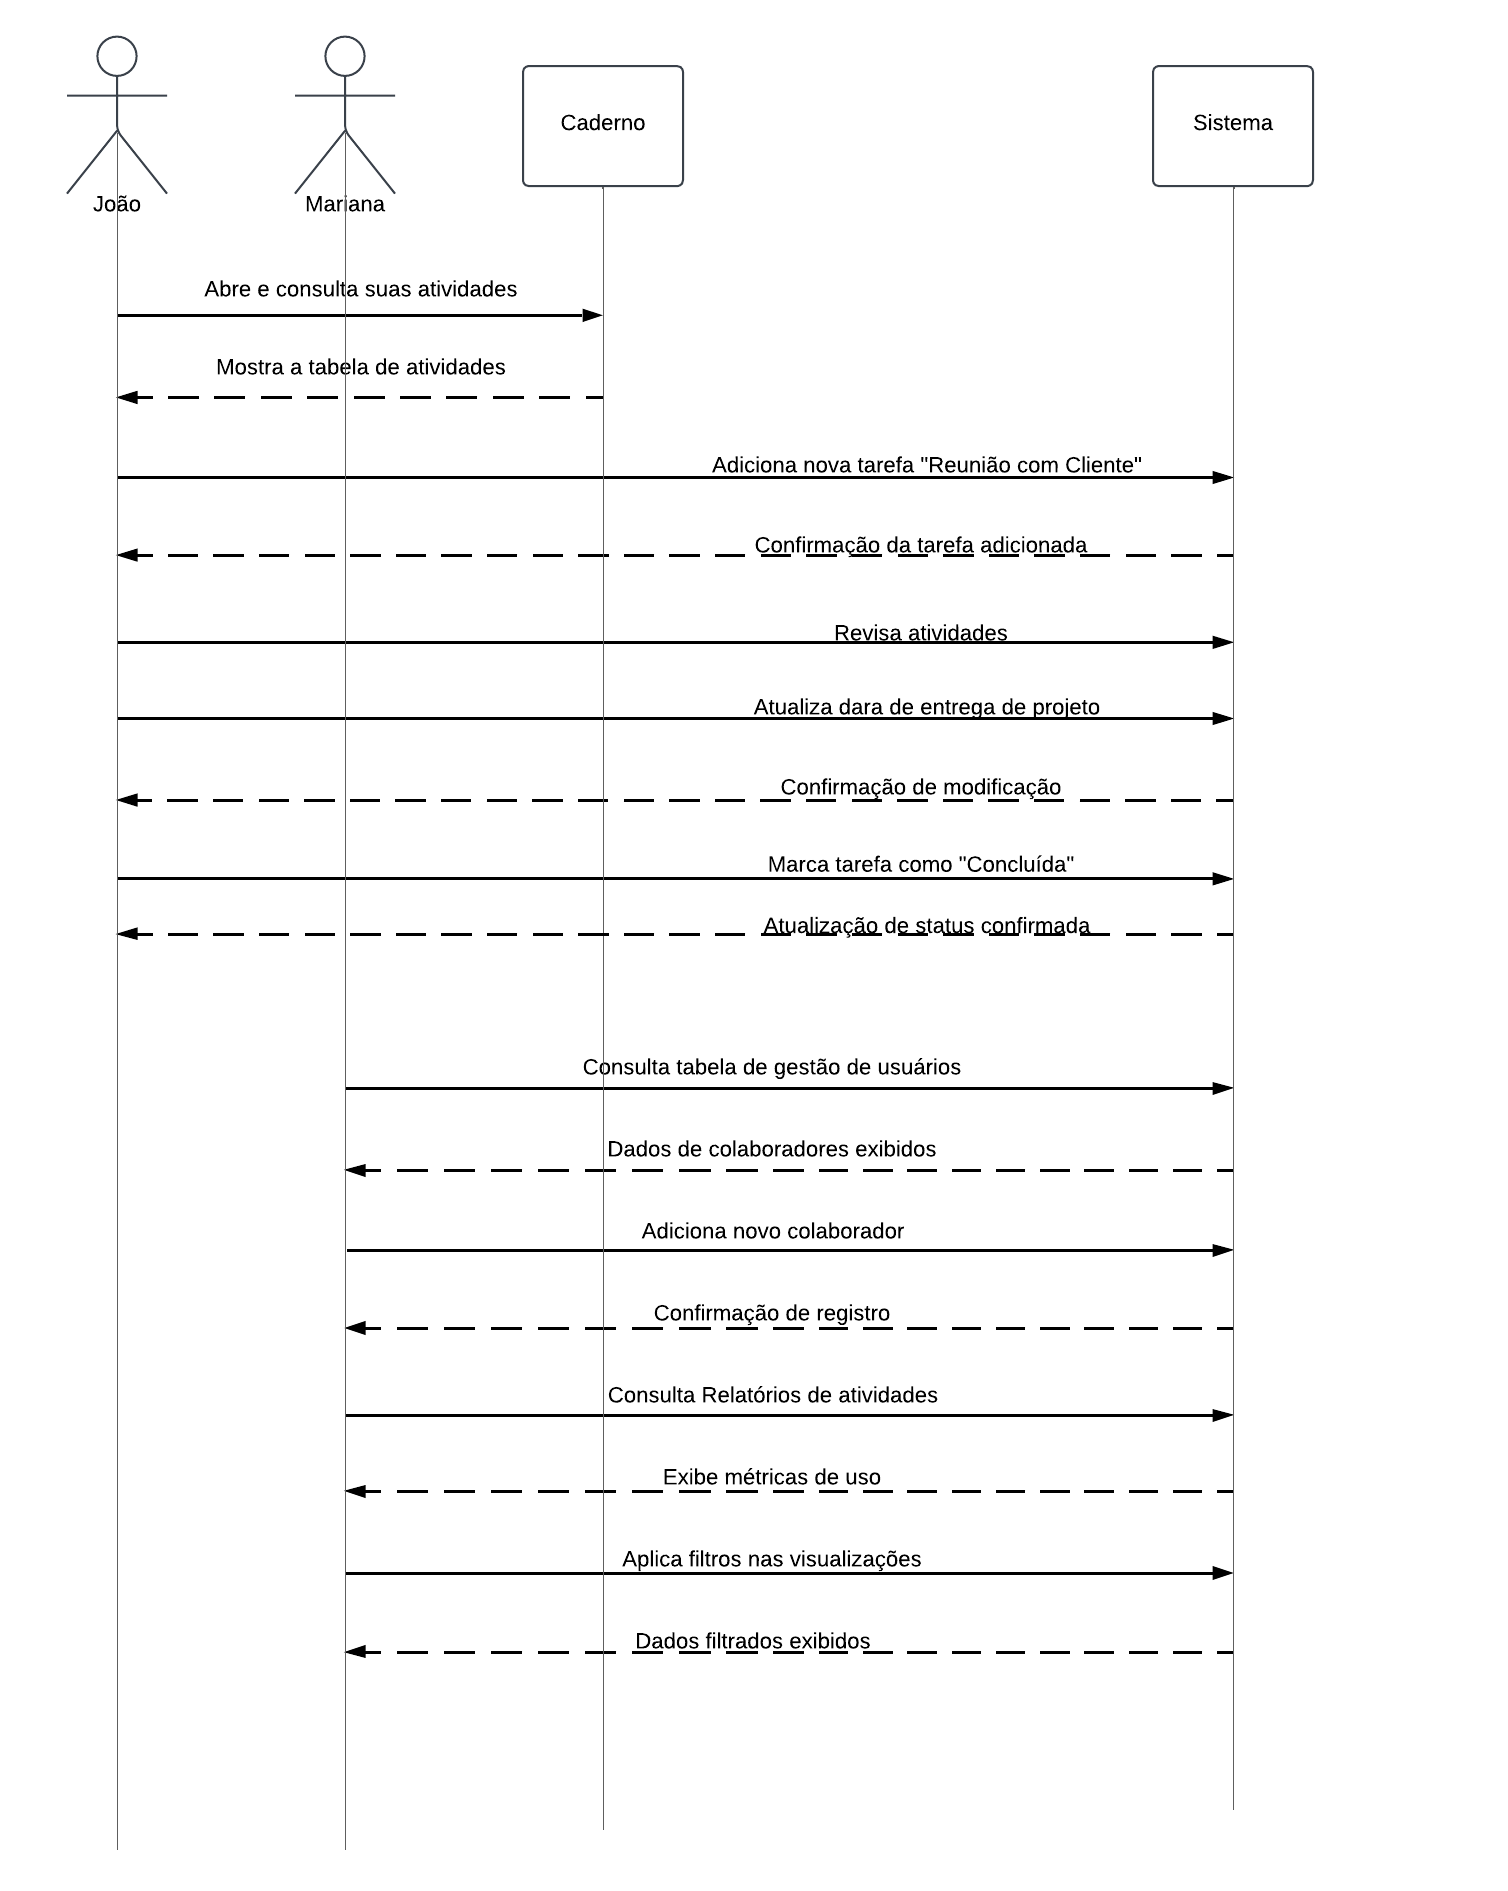 João
Mariana
Caderno
Sistema
Abre e consulta suas atividades
Mostra a tabela de atividades
Adiciona nova tarefa "Reunião com Cliente"
Confirmação da tarefa adicionada
Revisa atividades
Atualiza dara de entrega de projeto
Confirmação de modificação
Marca tarefa como "Concluída"
Atualização de status confirmada
Consulta tabela de gestão de usuários
Dados de colaboradores exibidos
Adiciona novo colaborador
Confirmação de registro
Consulta Relatórios de atividades
Exibe métricas de uso
Aplica filtros nas visualizações
Dados filtrados exibidos